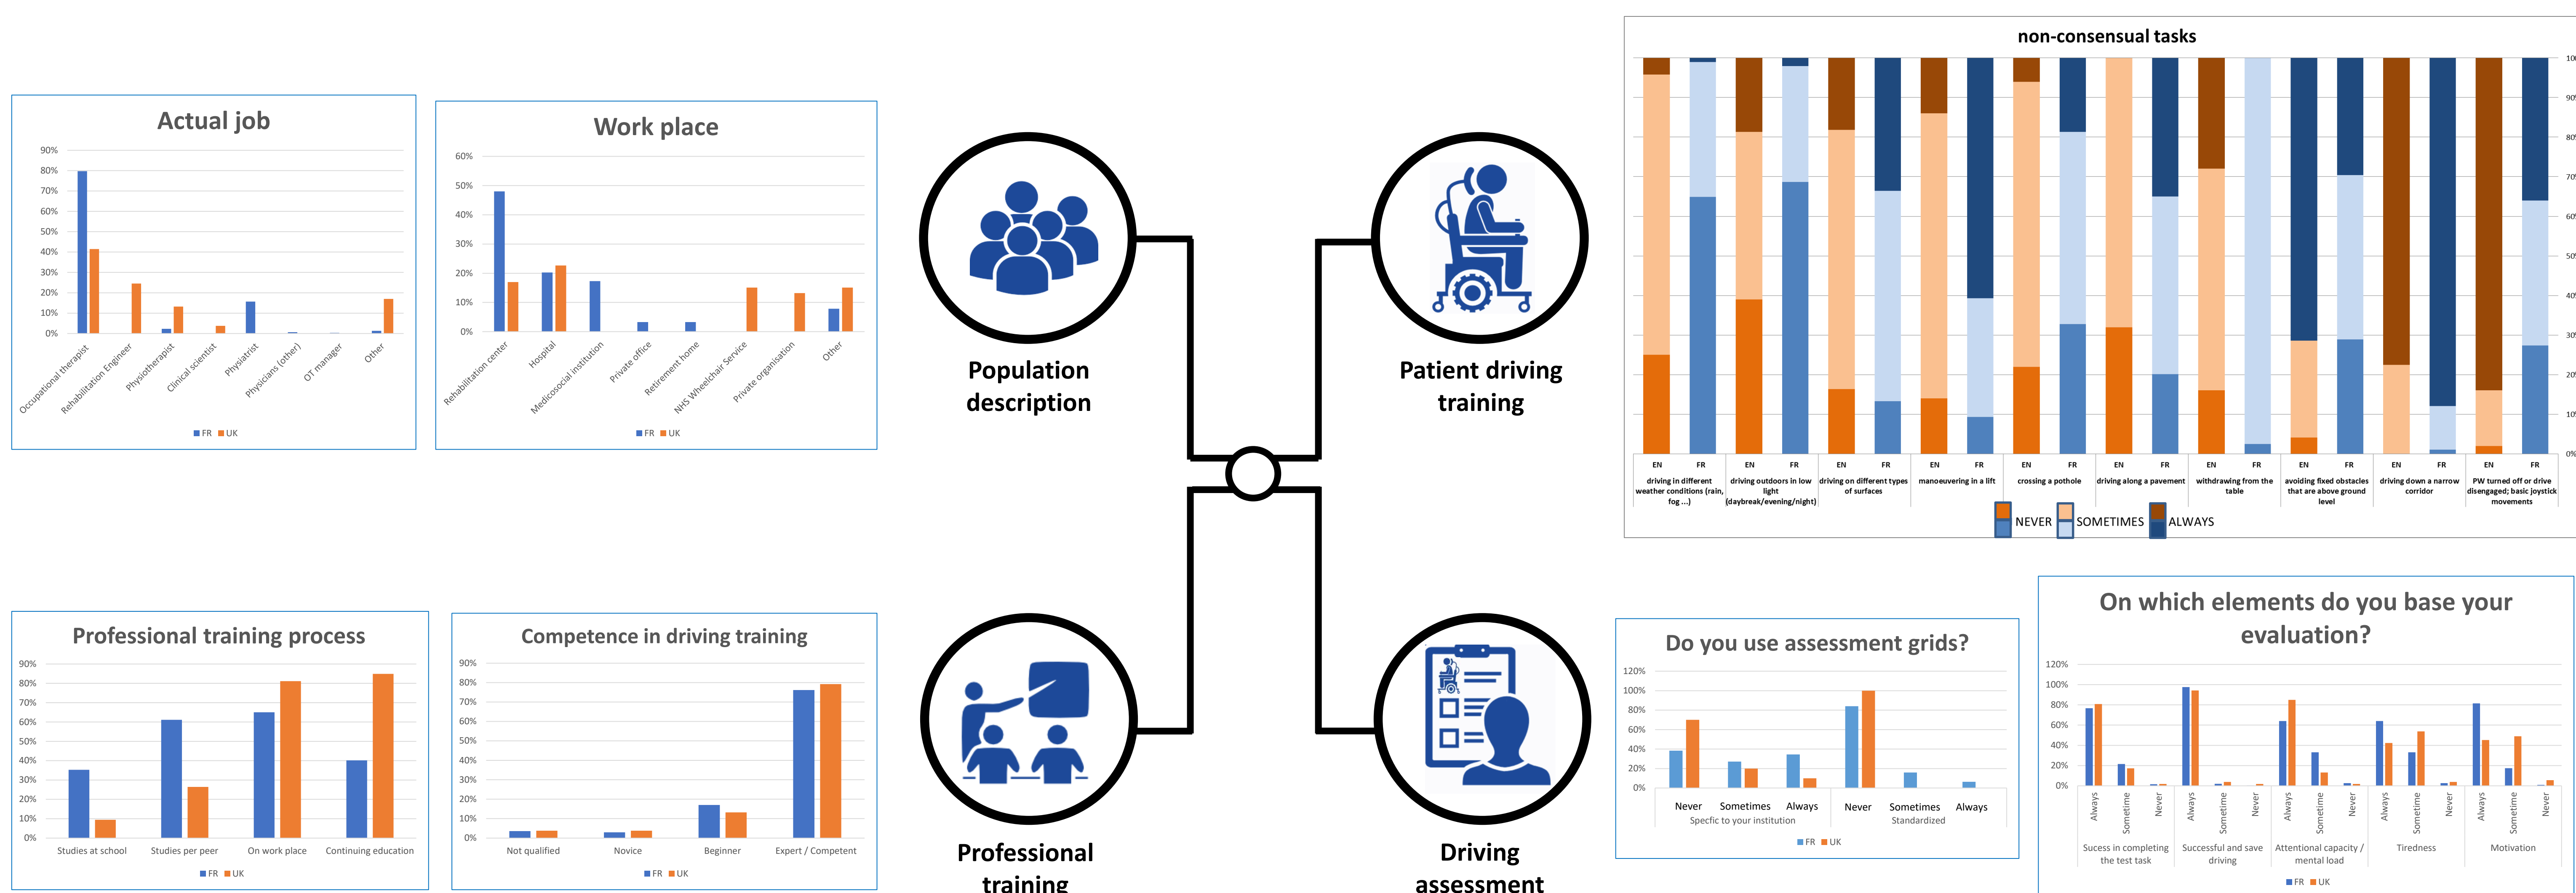 Actual job
90%
80%
70%
60%
50%
40%
30%
20%
10%
0%
Occupational therapist
Rehabilitation Engineer
Physiotherapist
Clinical scientist
Physiatrist
Physicians (other)
OT manager
Other
FR UK
Work place
60%
50%
40%
30%
20%
10%
0%
Rehabilitation center
Hospital
Medicosocial institution
Private office
Retirement home
NHS Wheelchair Service
Private organisation
Other
FR UK
Population
description
Patient driving
training
non-consensual tasks
90%
80%
70%
60%
50%
40%
30%
20%
10%
0%
EN FR EN FR EN FR EN FR EN FR EN FR EN FR EN FR EN FR EN FR
driving in different
weather conditions (rain,
fog ...)
driving outdoors in low
light
(daybreak/evening/night)
driving on different types
of surfaces
manoeuvering in a lift
crossing a pothole
driving along a pavement
withdrawing from the
table
avoiding fixed obstacles
that are above ground
level
driving down a narrow
corridor
PW turned off or drive
disengaged; basic joystick
movements
NEVER SOMETIMES ALWAYS
Professional training process
90%
80%
70%
60%
50%
40%
30%
20%
10%
0%
Studies at school Studies per peer On work place Continuing education
FR UK
Competence in driving training
90%
80%
70%
60%
50%
40%
30%
20%
10%
0%
Not qualified Novice Beginner Expert / Competent
FR UK
Professional
training
Driving
assessment
Do you use assessment grids?
120%
100%
80%
60%
40%
20%
0%
Never Sometimes Always Never Sometimes Always
Specfic to your institution Standardized
FR UK
On which elements do you base your
evaluation?
120%
100%
80%
60%
40%
20%
0%
Always Sometime Never Always Sometime Never Always Sometime Never Always Sometime Never Always Sometime Never
Sucess in completing
the test task
Successful and save
driving
Attentional capacity /
mental load
Tiredness
Motivation
FR UK